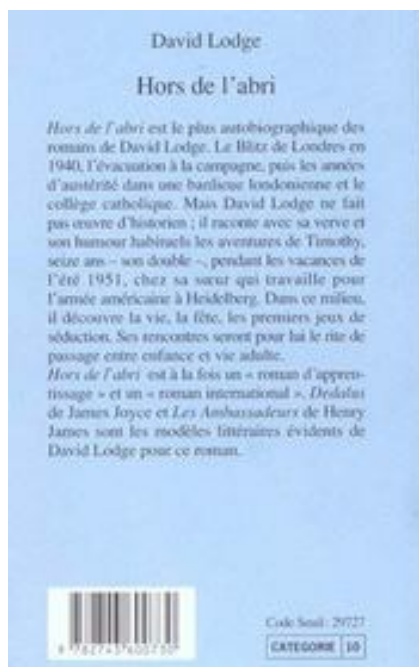 David Lodge
Hors de l'abri
Hors de l'abri est le plus autobiographique des
romans de David Lodge. Le Blitz de Londres en
1940, l'évacuation à la campagne, puis les années
d'austérité dans une banlieue londonienne et le
collège catholique. Mais David Lodge ne fait
pas œuvre d'historien ; il raconte avec sa verve et
son humour habituels les aventures de Timothy,
seize ans – son double –, pendant les vacances de
l'été 1951, chez sa sœur qui travaille pour
l'armée américaine à Heidelberg. Dans ce milieu,
il découvre la vie, la fête, les premiers jeux de
séduction. Ses rencontres seront pour lui le rite de
passage entre enfance et vie adulte.
Hors de l'abri est à la fois un « roman d'appren-
tissage » et un « roman international ». Dedalus
de James Joyce et Les Ambassadeurs de Henry
James sont les modèles littéraires évidents de
David Lodge pour ce roman.
Code Seuil : 29727
CATEGORIE 10